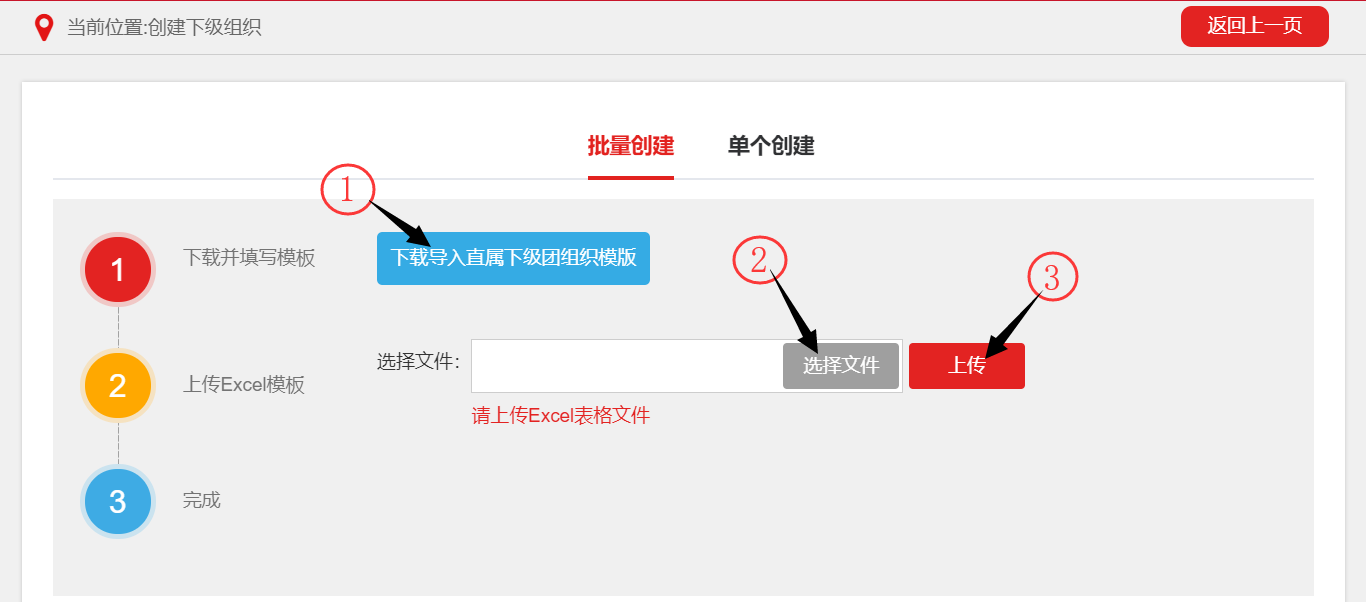 当前位置:创建下级组织
返回上一页
批量创建
单个创建
①
1
下载并填写模板
下载导入直属下级团组织模版
②
③
2
上传Excel模板
选择文件：
选择文件
上传
请上传Excel表格文件
3
完成